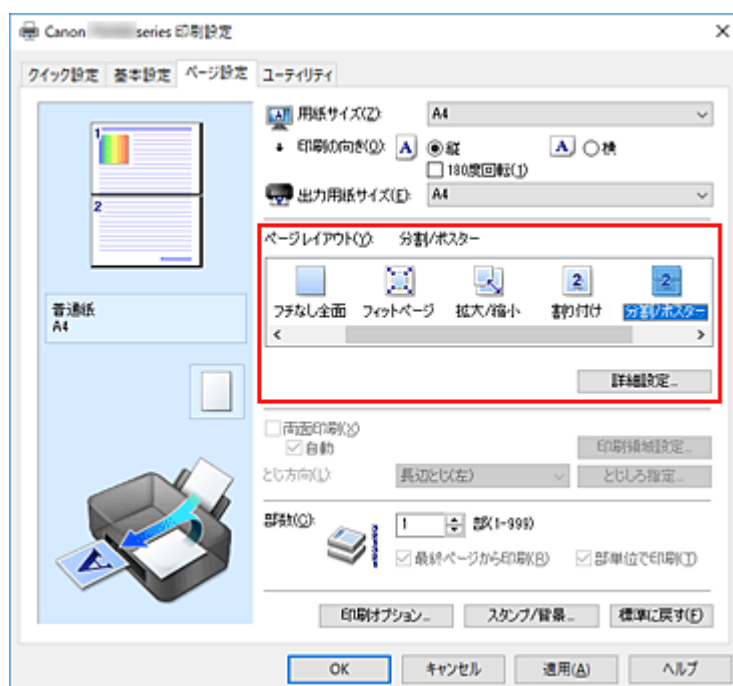 Canon series 印刷設定
クイック設定 基本設定 ページ設定 ユーティリティ
1
2
普通紙
A4
用紙サイズ(Z): A4
印刷の向き(O): A 縦 A 横
180度回転(1)
出力用紙サイズ(E): A4
ページレイアウト(Y): 分割/ポスター
2 2
フチなし全面 フィットページ 拡大/縮小 割り付け 分割/ポスター
詳細設定...
両面印刷(X)
自動 印刷領域設定...
とじ方向(L): 長辺とじ(左) とじしろ指定...
部数(C): 1 部(1-999)
最終ページから印刷(R) 部単位で印刷(T)
印刷オプション... スタンプ/背景... 標準に戻す(F)
OK キャンセル 適用(A) ヘルプ